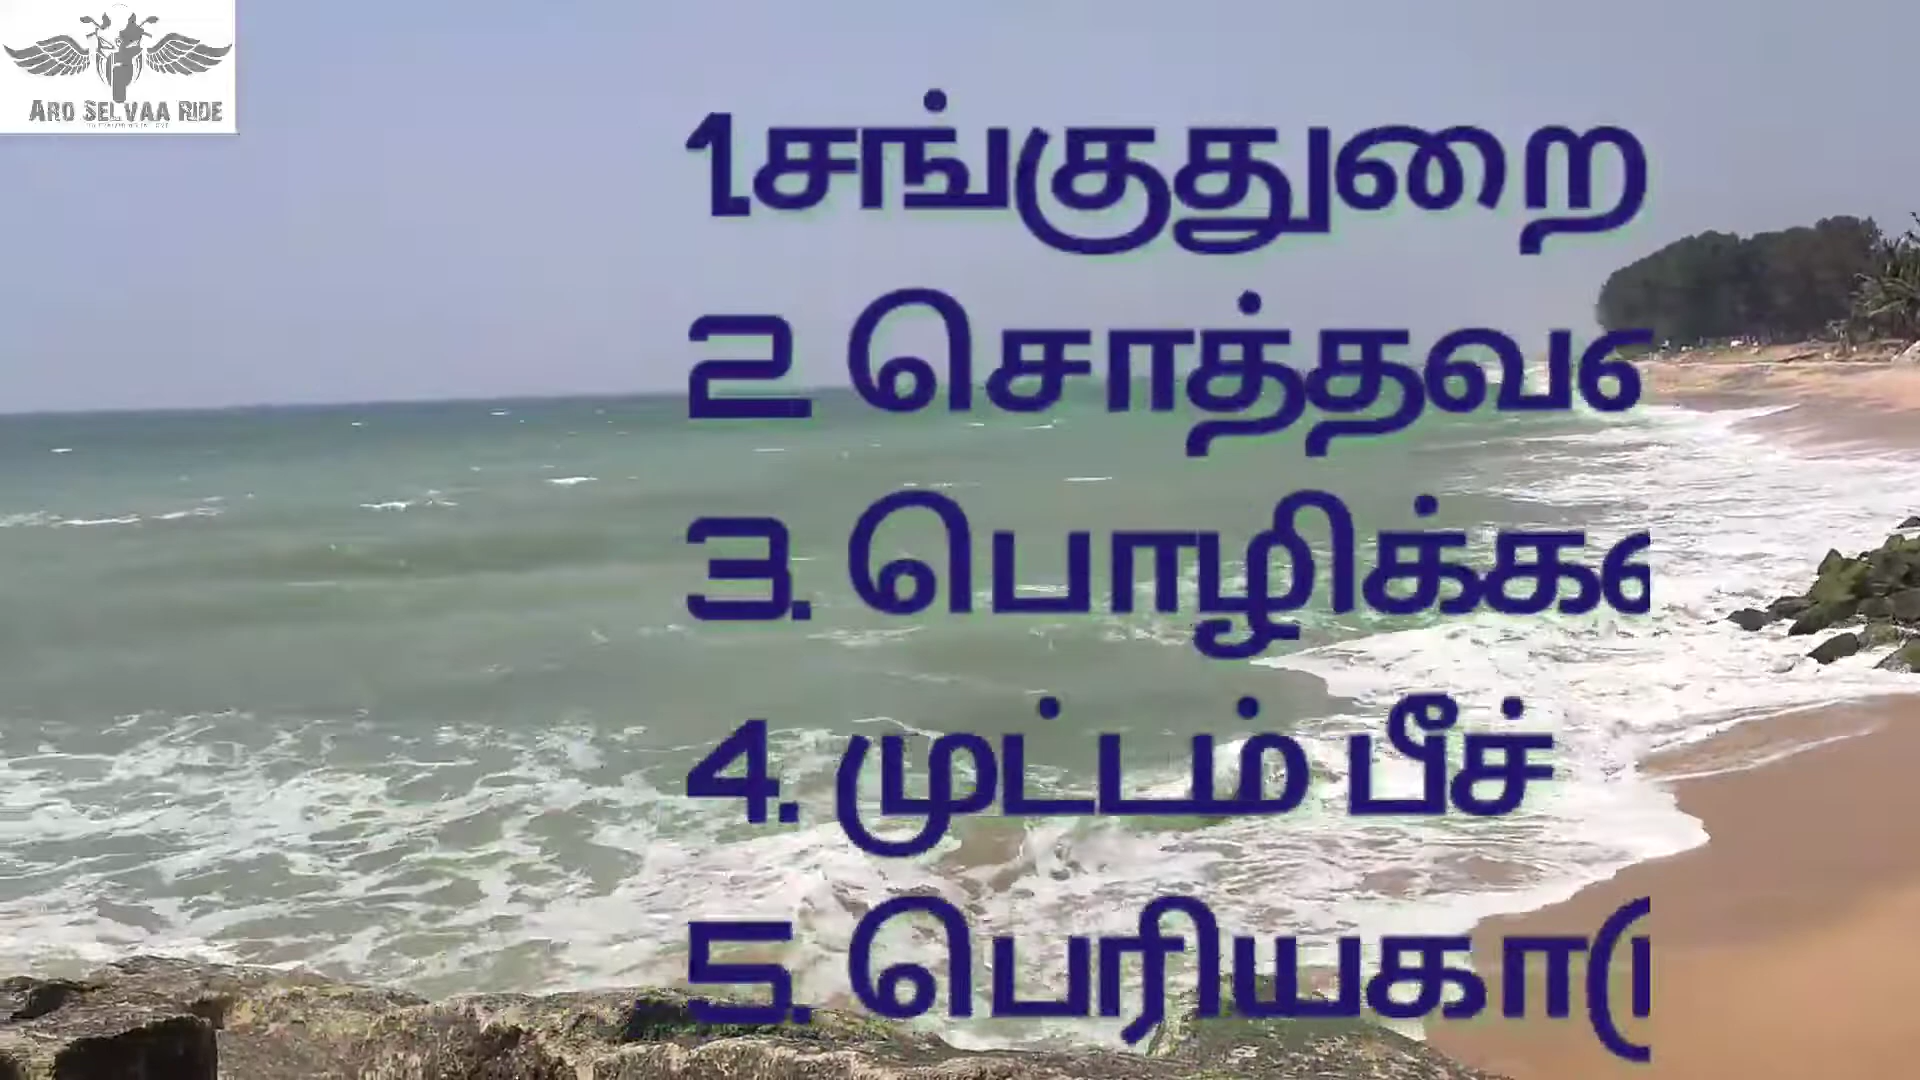 ARO SELVAA RIDE
1.சங்குதுறை
2 சொத்தவ
3. பொழிக்க
4. முட்டம் பீச்
5. பெரியகாடு